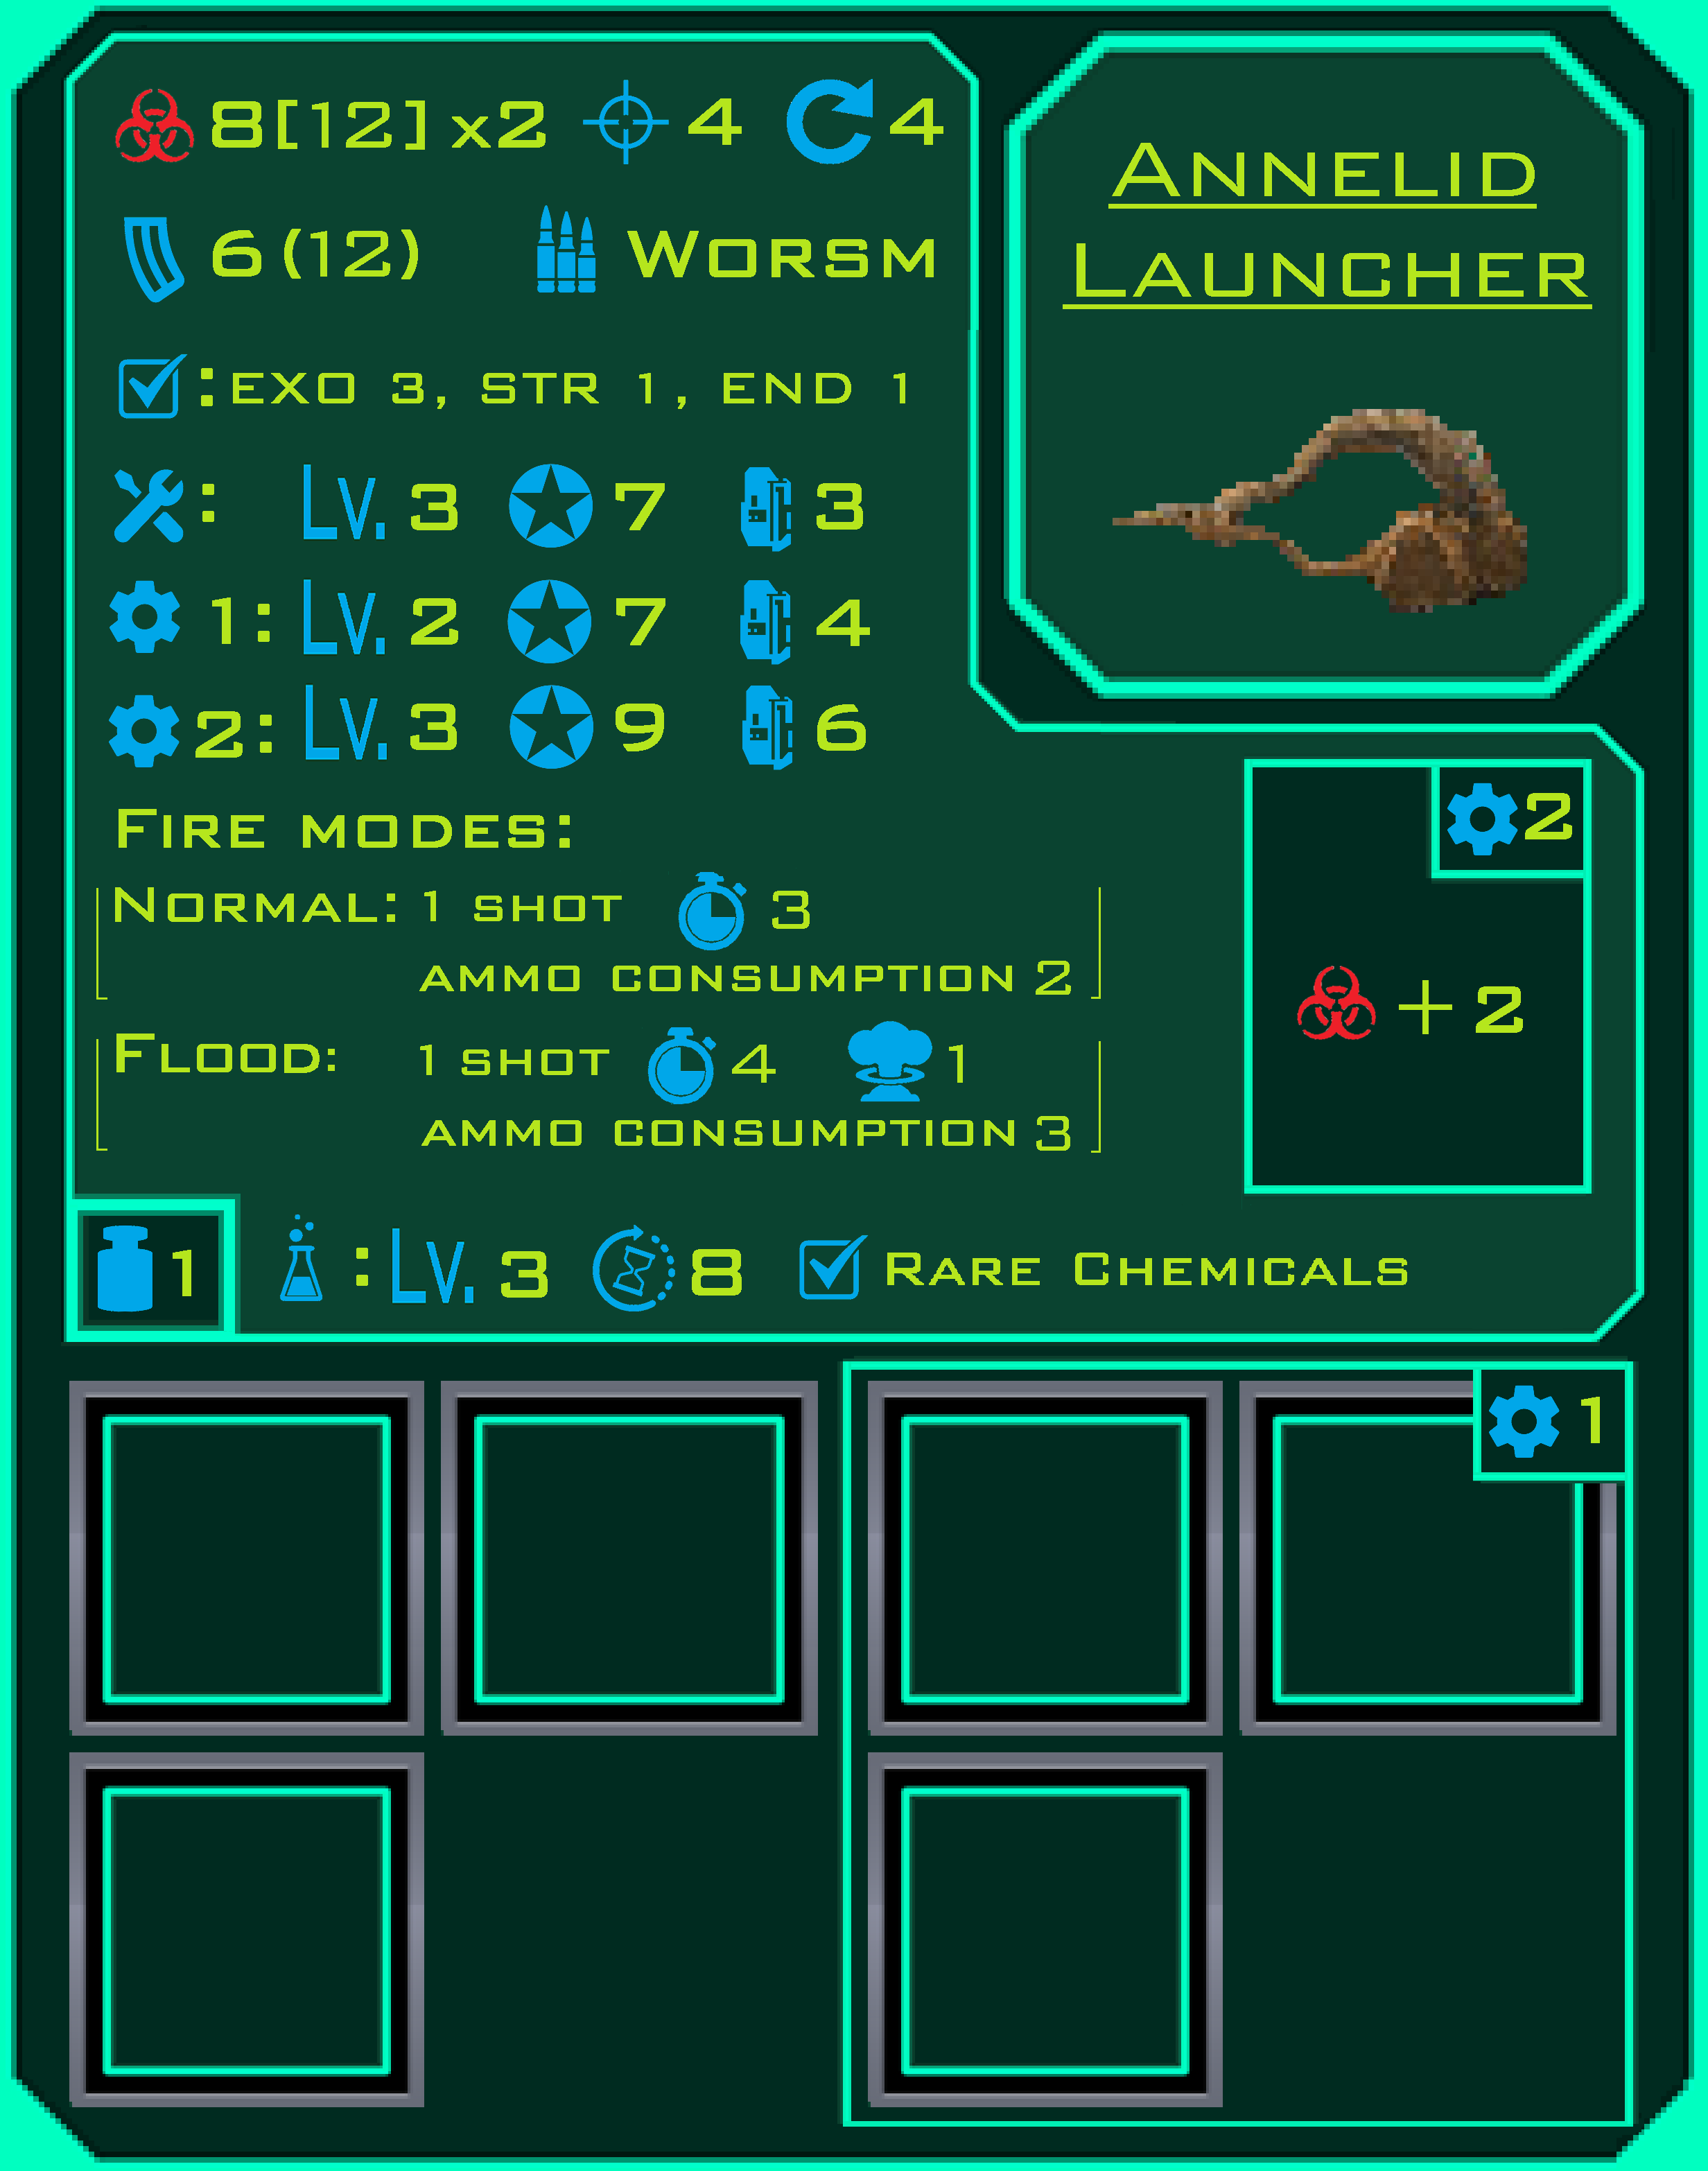 8[12] x2 4 4
Annelid
Launcher
6(12) Worsm
: exo 3, str 1, end 1
: Lv. 3 7 3
1: Lv. 2 7 4
2: Lv. 3 9 6
Fire modes:
Normal: 1 shot 3
ammo consumption 2
Flood: 1 shot 4 1
ammo consumption 3
2
+ 2
1 : Lv. 3 8 Rare Chemicals
1